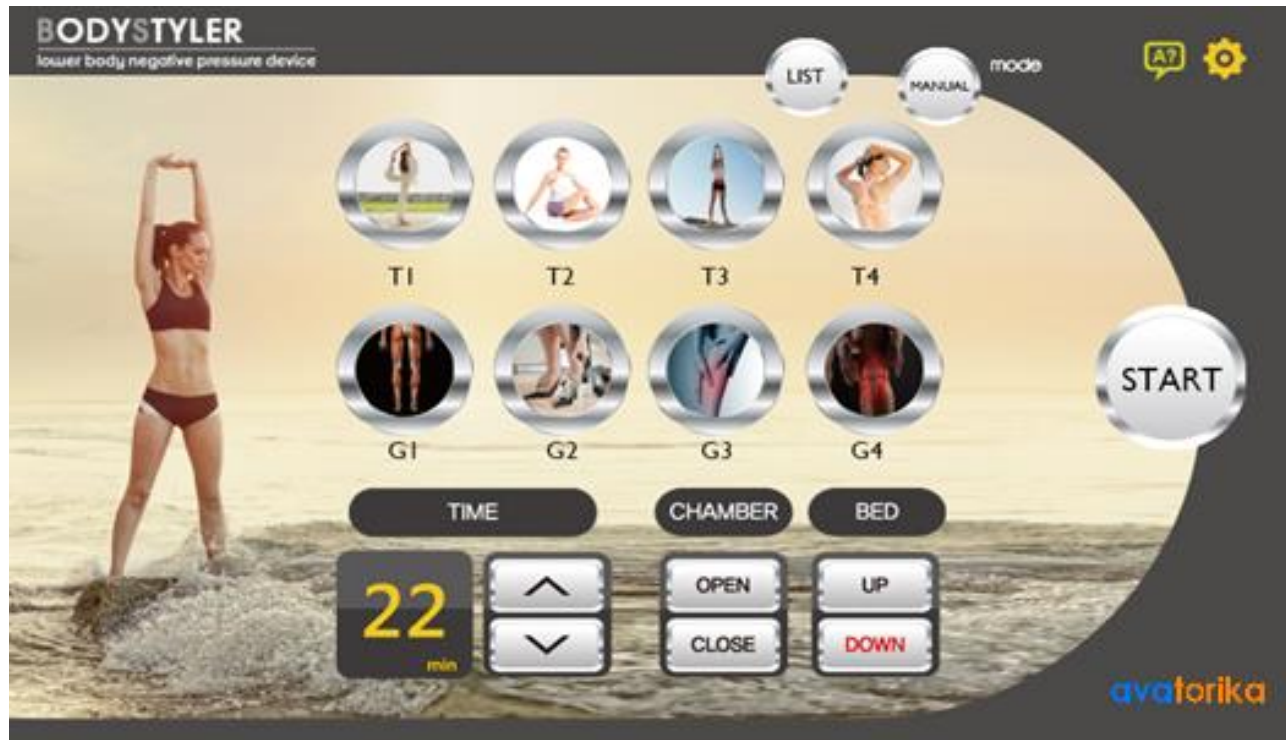 BODYSTYLER
lower body negative pressure device
LIST
MANUAL
mode
A?
T1
T2
T3
T4
G1
G2
G3
G4
TIME
CHAMBER
BED
22
min
OPEN
UP
CLOSE
DOWN
START
avatorika